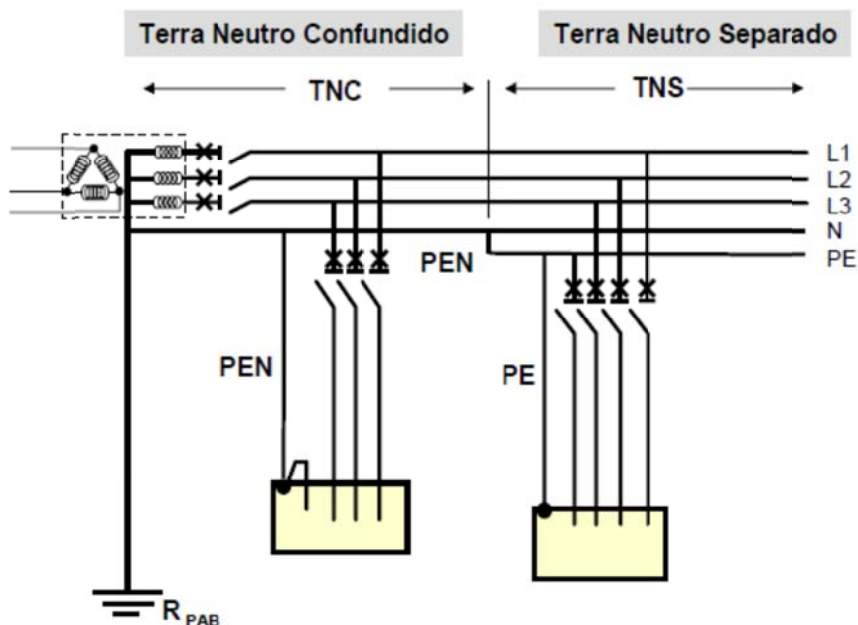 Terra Neutro Confundido
Terra Neutro Separado
TNC
TNS
L1
L2
L3
N
PE
PEN
PEN
PE
R PAB